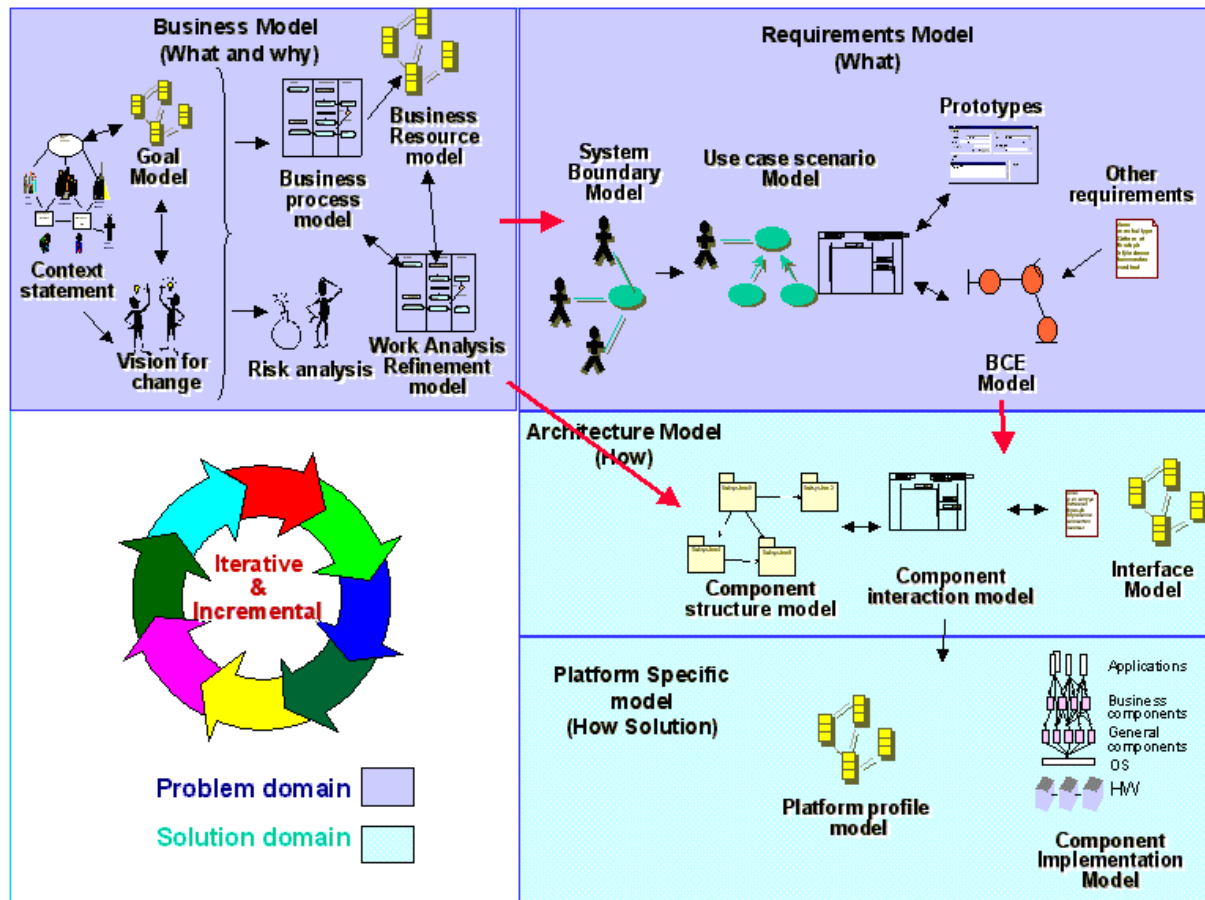 Business Model
(What and why)
Goal
Model
Context
statement
Vision for
change
Business
process
model
Business
Resource
model
Risk analysis
Work Analysis
Refinement
model
Requirements Model
(What)
System
Boundary
Model
Use case scenario
Model
Prototypes
Other
requirements
BCE
Model
Architecture Model
(How)
Component
structure model
Component
interaction model
Interface
Model
Iterative
&
Incremental
Problem domain
Solution domain
Platform Specific
model
(How Solution)
Platform profile
model
Applications
Business
components
General
components
OS
HW
Component
Implementation
Model